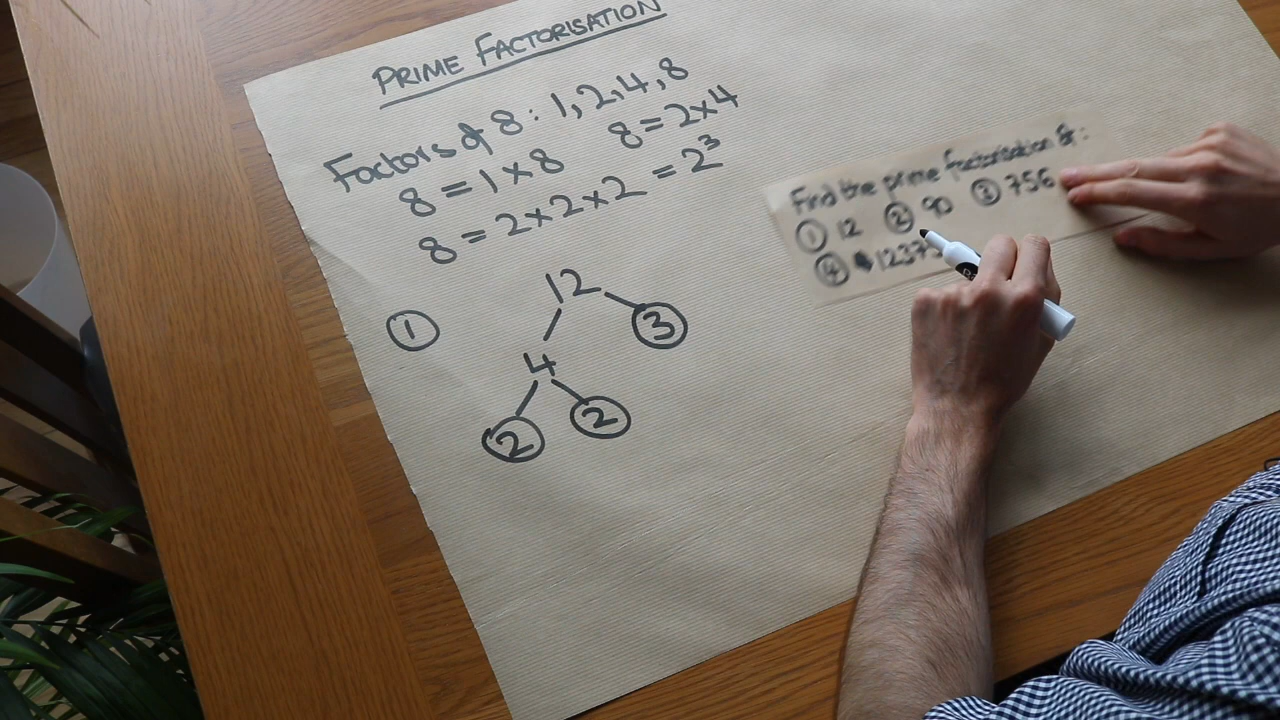 PRIME FACTORISATION
Factors of 8: 1, 2, 4, 8
8 = 1 × 8 8 = 2×4
8 = 2×2×2 = 2³
Find the prime factorisation of:
① 12 ② 90 ③ 756
④ 12375
① 12
4 ③
② ②